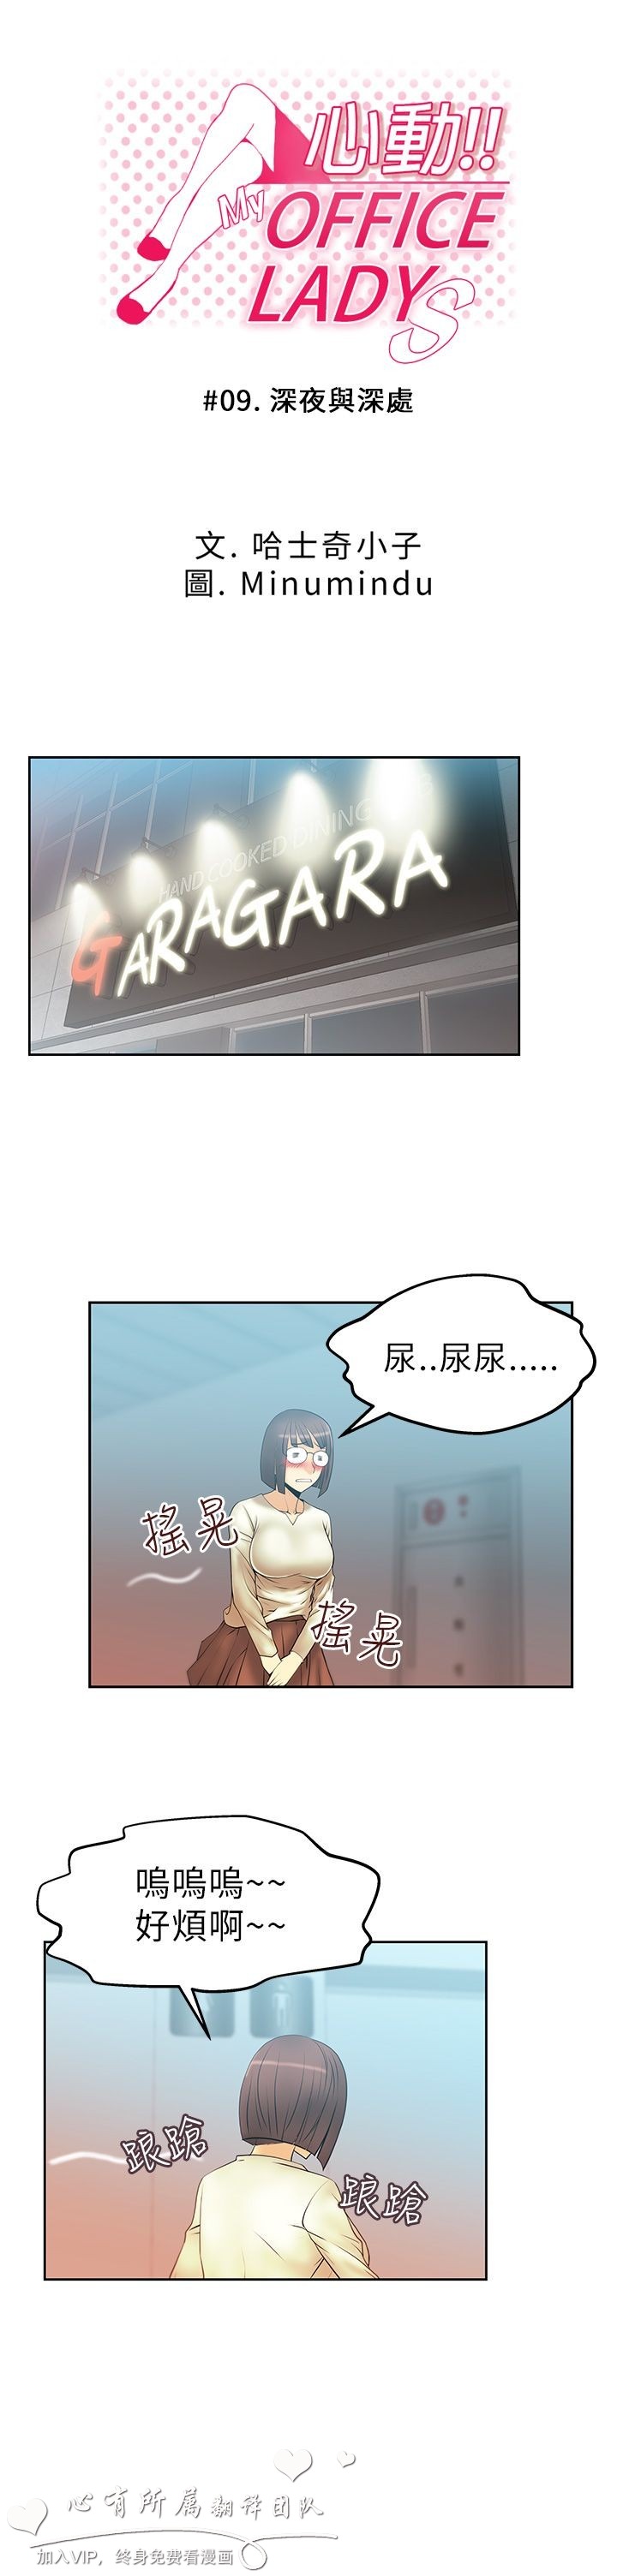 心動!!
My OFFICE
LADYS
#09. 深夜與深處
文. 哈士奇小子
圖. Minumindu
HAND COOKED DINING
GARAGARA
尿..尿尿.....
搖晃
搖晃
嗚嗚嗚~~
好煩啊~~
踉蹌
踉蹌
心有所属翻译团队
加入VIP，终身免费看漫画